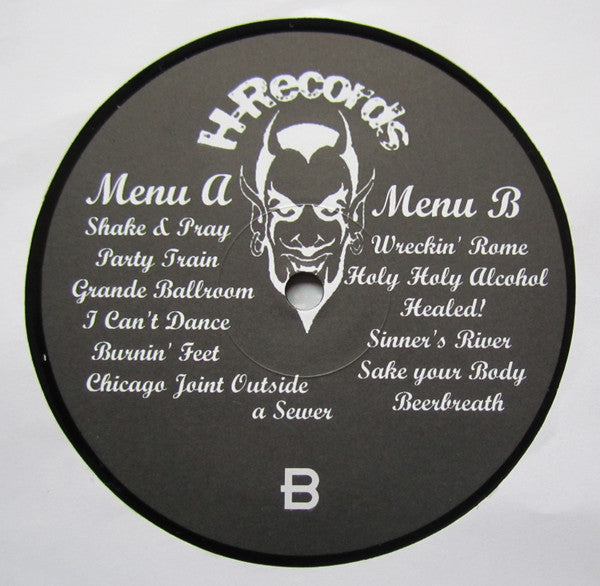 H-Records
Menu A
Shake & Pray
Party Train
Grande Ballroom
I Can't Dance
Burnin' Feet
Chicago Joint Outside
a Sewer
Menu B
Wreckin' Rome
Holy Holy Alcohol
Healed!
Sinner's River
Sake your Body
Beerbreath
B